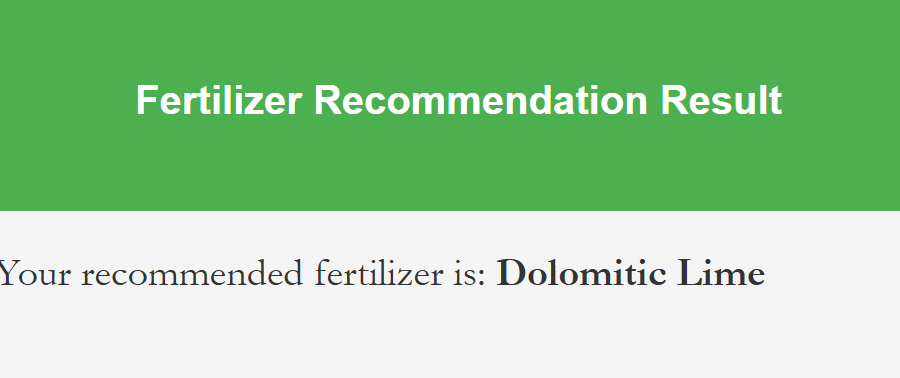 Fertilizer Recommendation Result
Your recommended fertilizer is: Dolomitic Lime